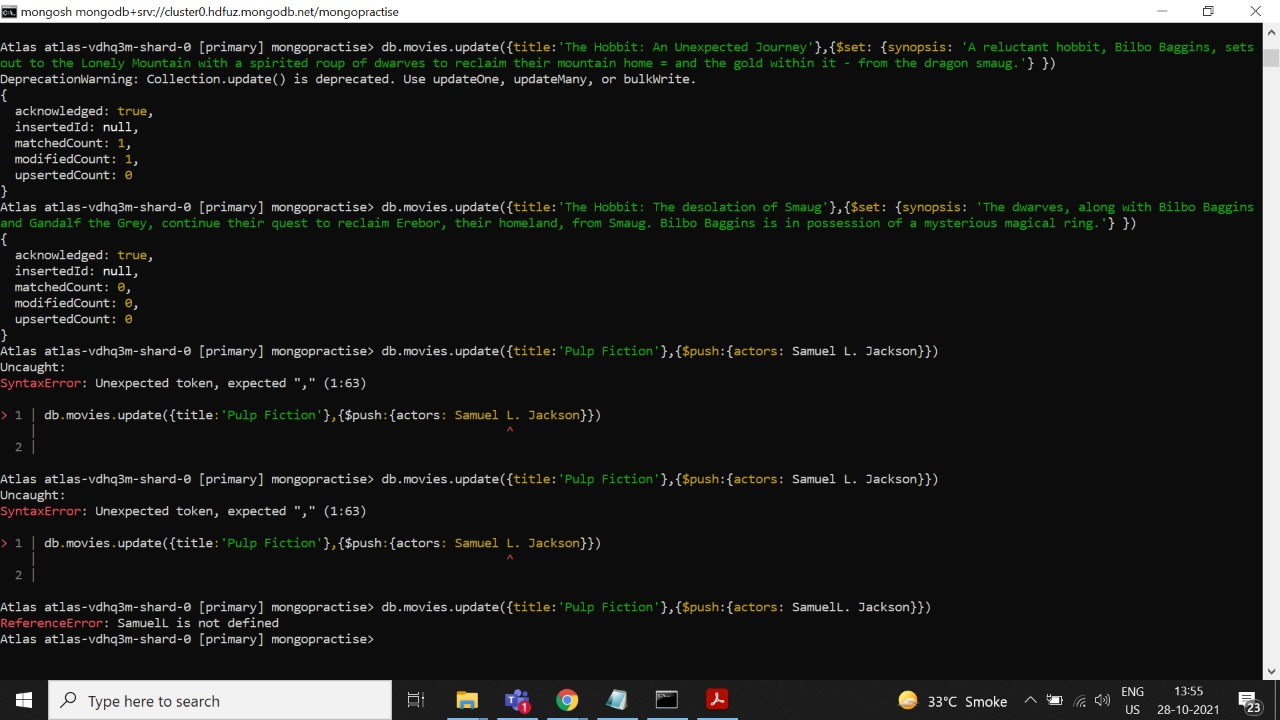 mongosh mongodb+srv://cluster0.hdfuz.mongodb.net/mongopractise
Atlas atlas-vdhq3m-shard-0 [primary] mongopractise> db.movies.update({title:'The Hobbit: An Unexpected Journey'},{$set: {synopsis: 'A reluctant hobbit, Bilbo Baggins, sets
out to the Lonely Mountain with a spirited roup of dwarves to reclaim their mountain home = and the gold within it - from the dragon smaug.'} })
DeprecationWarning: Collection.update() is deprecated. Use updateOne, updateMany, or bulkWrite.
{
  acknowledged: true,
  insertedId: null,
  matchedCount: 1,
  modifiedCount: 1,
  upsertedCount: 0
}
Atlas atlas-vdhq3m-shard-0 [primary] mongopractise> db.movies.update({title:'The Hobbit: The desolation of Smaug'},{$set: {synopsis: 'The dwarves, along with Bilbo Baggins
and Gandalf the Grey, continue their quest to reclaim Erebor, their homeland, from Smaug. Bilbo Baggins is in possession of a mysterious magical ring.'} })
{
  acknowledged: true,
  insertedId: null,
  matchedCount: 0,
  modifiedCount: 0,
  upsertedCount: 0
}
Atlas atlas-vdhq3m-shard-0 [primary] mongopractise> db.movies.update({title:'Pulp Fiction'},{$push:{actors: Samuel L. Jackson}})
Uncaught:
SyntaxError: Unexpected token, expected "," (1:63)
> 1 | db.movies.update({title:'Pulp Fiction'},{$push:{actors: Samuel L. Jackson}})
    |                                                                ^
  2 |
Atlas atlas-vdhq3m-shard-0 [primary] mongopractise> db.movies.update({title:'Pulp Fiction'},{$push:{actors: Samuel L. Jackson}})
Uncaught:
SyntaxError: Unexpected token, expected "," (1:63)
> 1 | db.movies.update({title:'Pulp Fiction'},{$push:{actors: Samuel L. Jackson}})
    |                                                                ^
  2 |
Atlas atlas-vdhq3m-shard-0 [primary] mongopractise> db.movies.update({title:'Pulp Fiction'},{$push:{actors: SamuelL. Jackson}})
ReferenceError: SamuelL is not defined
Atlas atlas-vdhq3m-shard-0 [primary] mongopractise>
Type here to search
1
33°C Smoke
ENG
US
13:55
28-10-2021
23